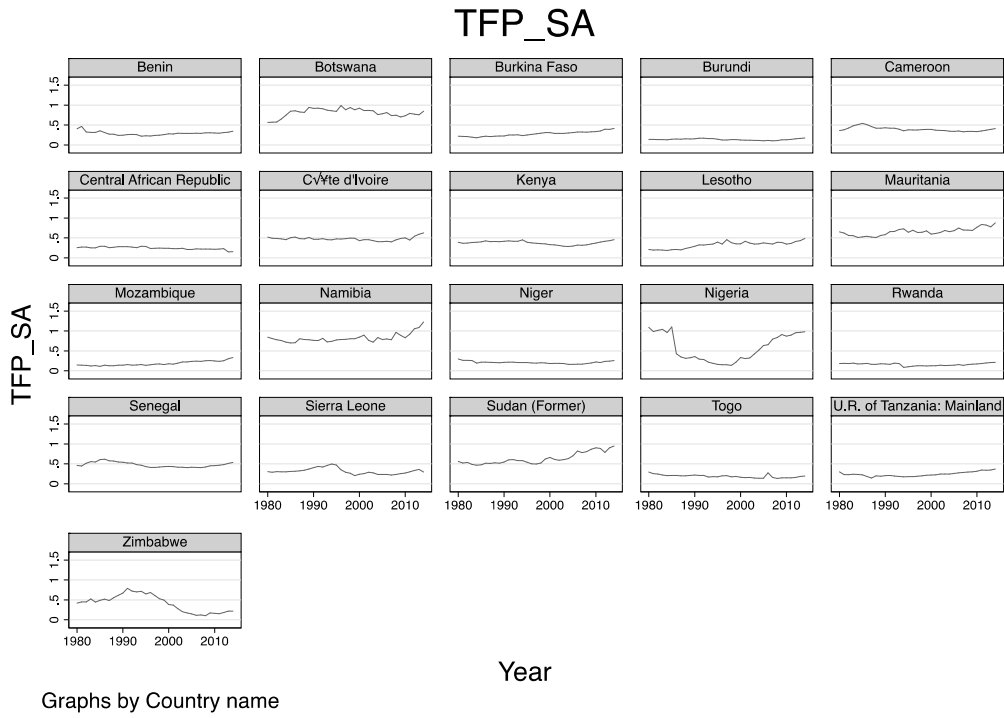 TFP_SA
Benin Botswana Burkina Faso Burundi Cameroon
0 .5 1 1.5
Central African Republic C√¥te d'Ivoire Kenya Lesotho Mauritania
0 .5 1 1.5
Mozambique Namibia Niger Nigeria Rwanda
0 .5 1 1.5
TFP_SA
Senegal Sierra Leone Sudan (Former) Togo U.R. of Tanzania: Mainland
0 .5 1 1.5
1980 1990 2000 2010 1980 1990 2000 2010 1980 1990 2000 2010 1980 1990 2000 2010
Zimbabwe
0 .5 1 1.5
1980 1990 2000 2010
Year
Graphs by Country name